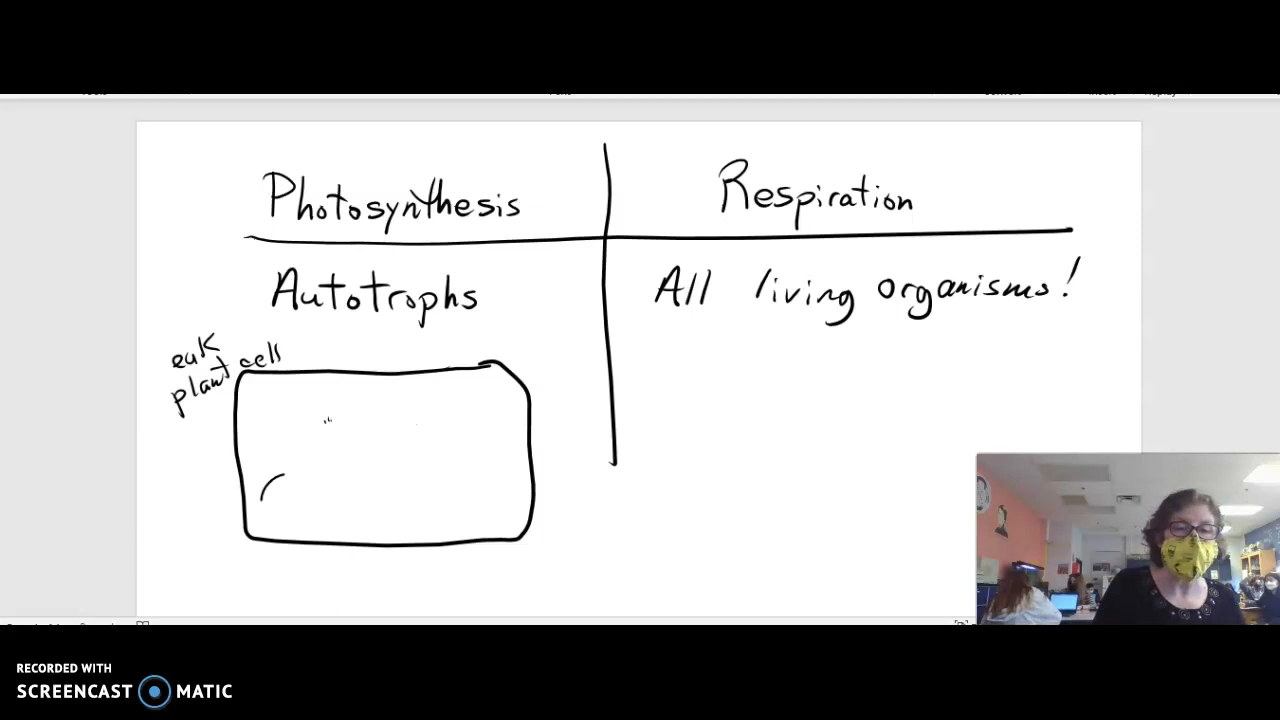 Photosynthesis
Respiration
Autotrophs
All living organisms!
euk
plant cell
RECORDED WITH
SCREENCAST MATIC